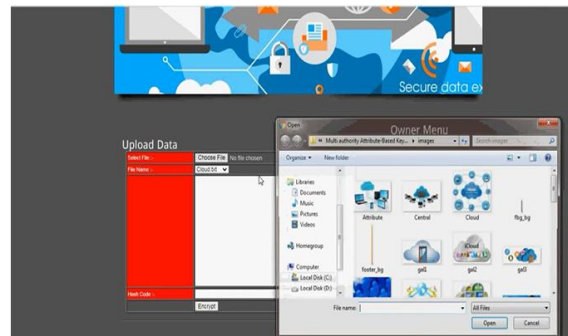 Secure data ex
Upload Data
Select File :-
Choose File No file chosen
File Name :-
Cloud.txt
Hash Code :-
Encrypt
Open
Owner Menu
Multi authority Attribute-Based Key... ▸ images
Search images
Organize
New folder
Libraries
Documents
Music
Pictures
Videos
Homegroup
Computer
Local Disk (C:)
Local Disk (D:)
Attribute
Central
Cloud
fbg_bg
footer_bg
gal1
gal2
gal3
iCloud
File name:
All Files
Open
Cancel